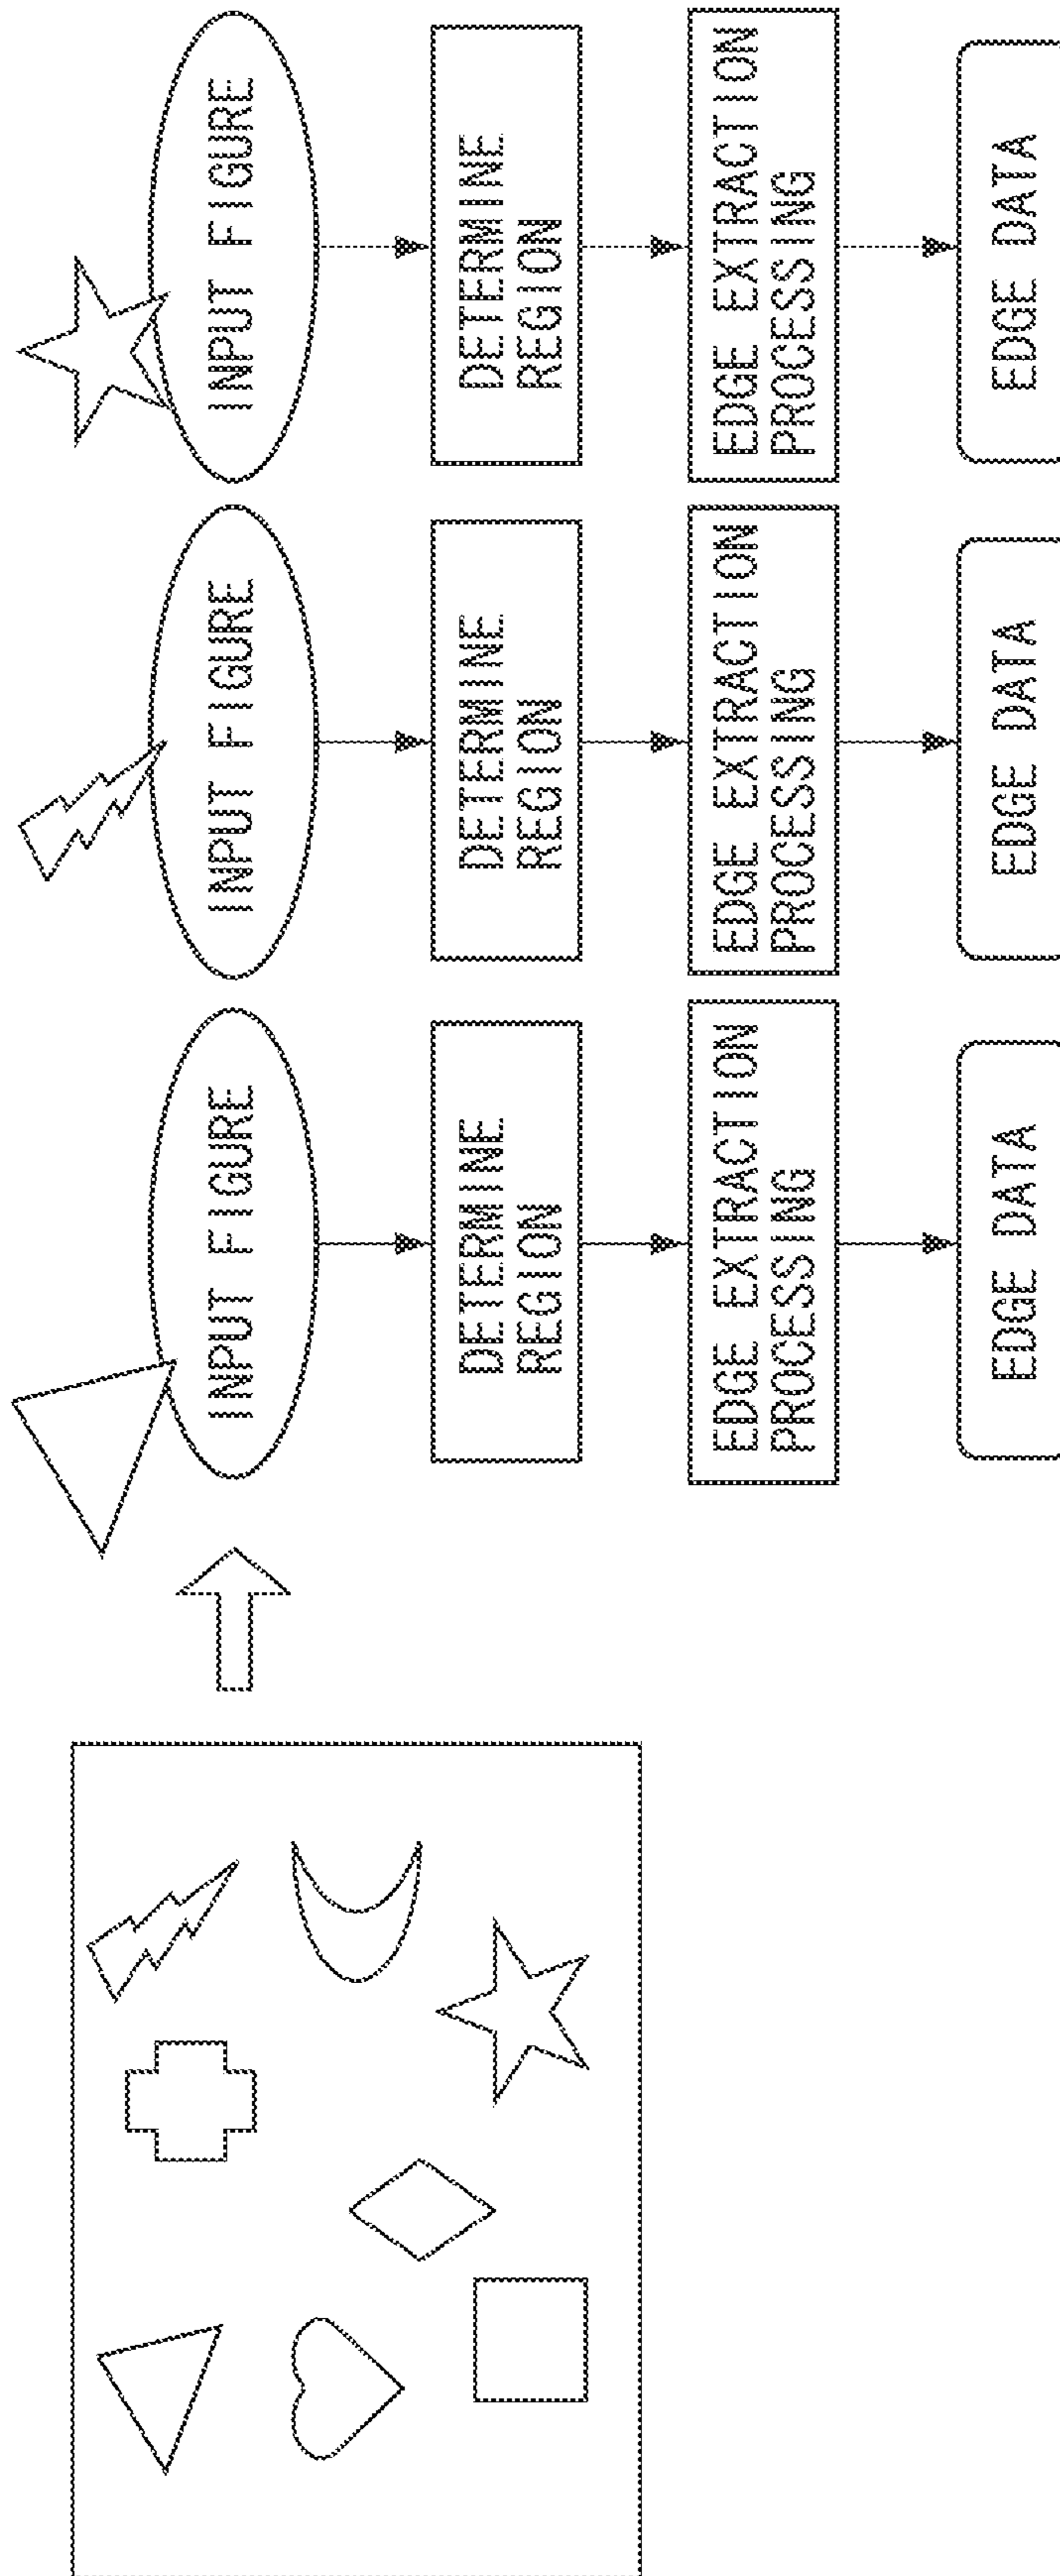 INPUT FIGURE
DETERMINE
REGION
EDGE EXTRACTION
PROCESSING
EDGE DATA
INPUT FIGURE
DETERMINE
REGION
EDGE EXTRACTION
PROCESSING
EDGE DATA
INPUT FIGURE
DETERMINE
REGION
EDGE EXTRACTION
PROCESSING
EDGE DATA